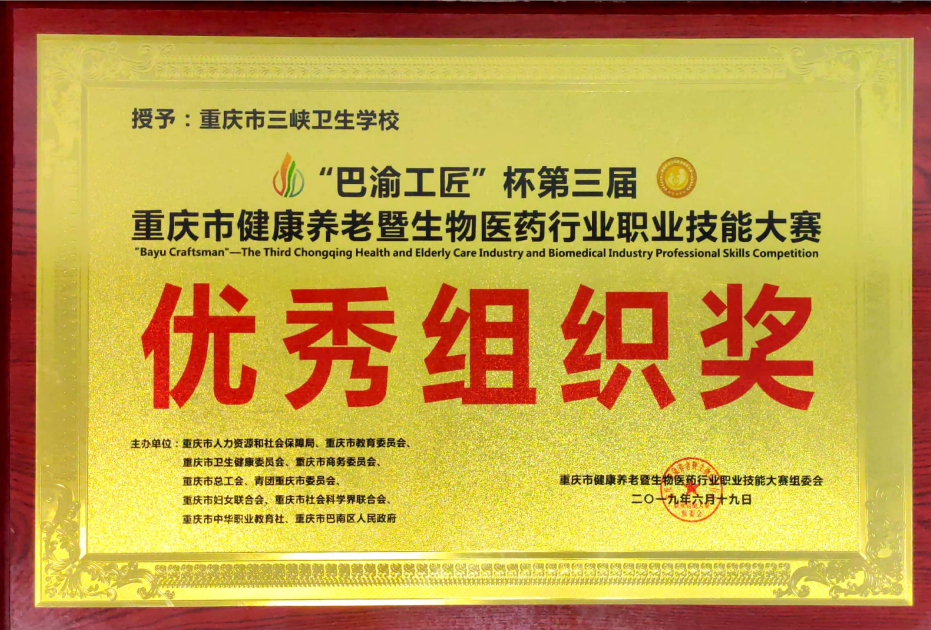 授予：重庆市三峡卫生学校
“巴渝工匠”杯第三届
重庆市健康养老暨生物医药行业职业技能大赛
"Bayu Craftsman"—The Third Chongqing Health and Elderly Care Industry and Biomedical Industry Professional Skills Competition
优秀组织奖
主办单位：重庆市人力资源和社会保障局、重庆市教育委员会、
重庆市卫生健康委员会、重庆市商务委员会、
重庆市总工会、青团重庆市委员会、
重庆市妇女联合会、重庆市社会科学界联合会、
重庆市中华职业教育社、重庆市巴南区人民政府
重庆市健康养老暨生物医药行业职业技能大赛组委会
二〇一九年六月十九日